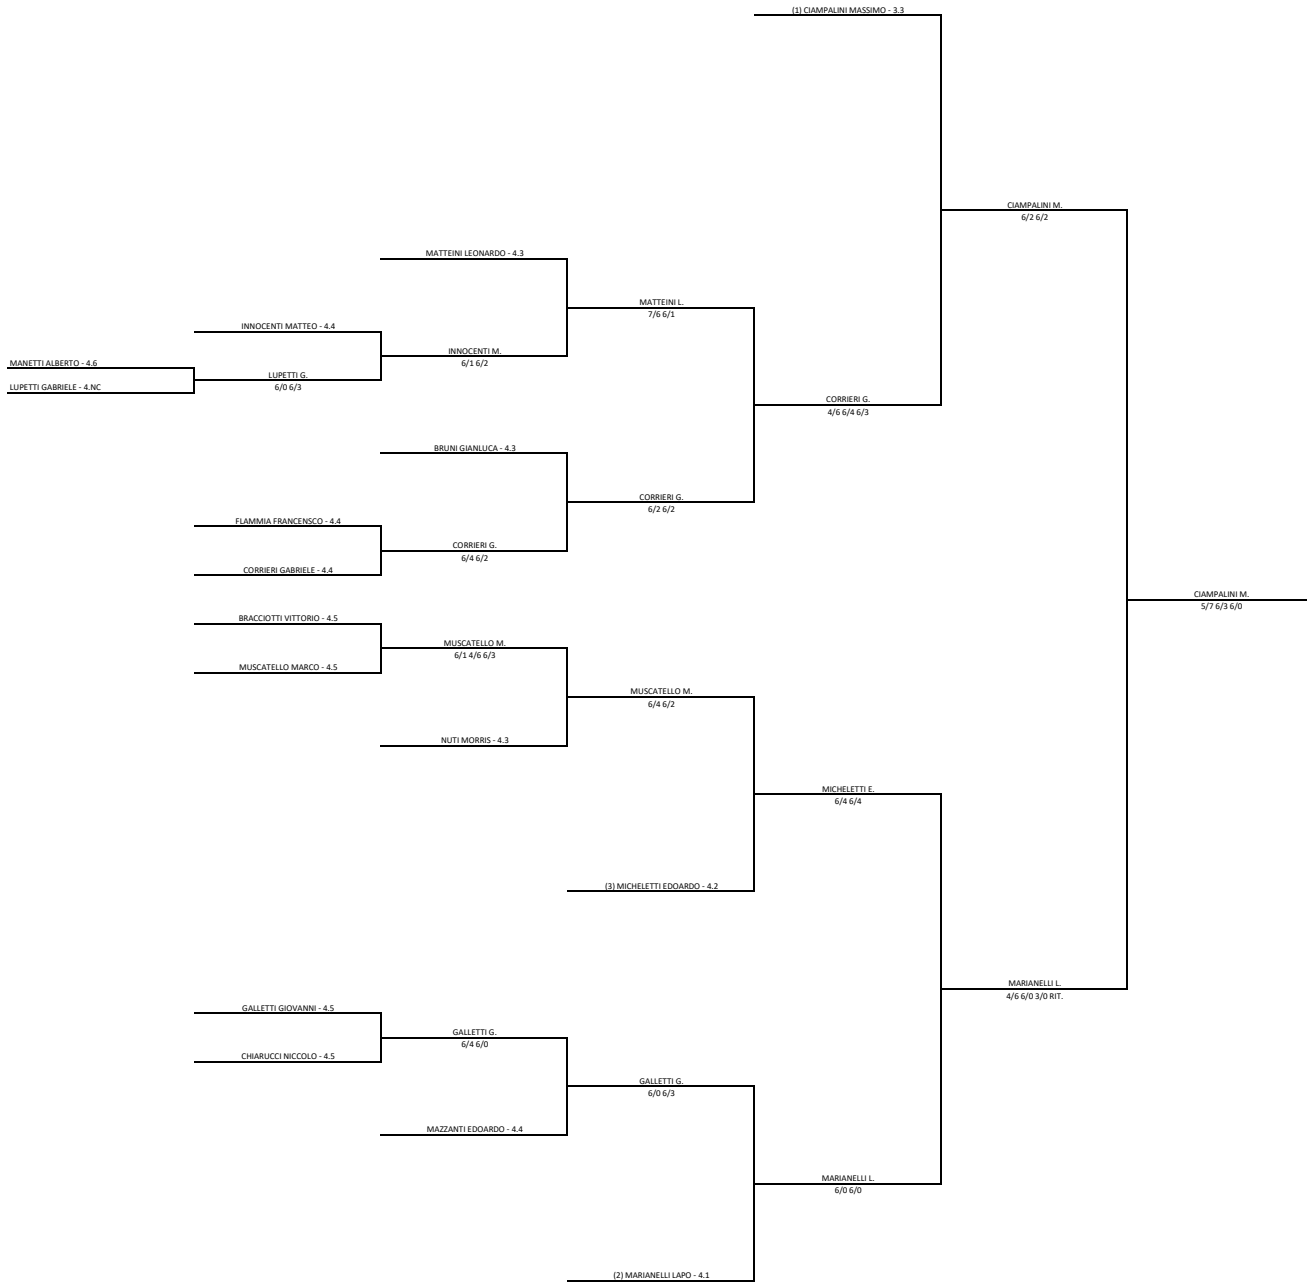 (1) CIAMPALINI MASSIMO - 3.3
CIAMPALINI M.
6/2 6/2
MATTEINI LEONARDO - 4.3
MATTEINI L.
7/6 6/1
INNOCENTI MATTEO - 4.4
INNOCENTI M.
6/1 6/2
MANETTI ALBERTO - 4.6
LUPETTI G.
6/0 6/3
LUPETTI GABRIELE - 4.NC
CORRIERI G.
4/6 6/4 6/3
BRUNI GIANLUCA - 4.3
CORRIERI G.
6/2 6/2
FLAMMIA FRANCENSCO - 4.4
CORRIERI G.
6/4 6/2
CORRIERI GABRIELE - 4.4
CIAMPALINI M.
5/7 6/3 6/0
BRACCIOTTI VITTORIO - 4.5
MUSCATELLO M.
6/1 4/6 6/3
MUSCATELLO MARCO - 4.5
MUSCATELLO M.
6/4 6/2
NUTI MORRIS - 4.3
MICHELETTI E.
6/4 6/4
(3) MICHELETTI EDOARDO - 4.2
MARIANELLI L.
4/6 6/0 3/0 RIT.
GALLETTI GIOVANNI - 4.5
GALLETTI G.
6/4 6/0
CHIARUCCI NICCOLO - 4.5
GALLETTI G.
6/0 6/3
MAZZANTI EDOARDO - 4.4
MARIANELLI L.
6/0 6/0
(2) MARIANELLI LAPO - 4.1